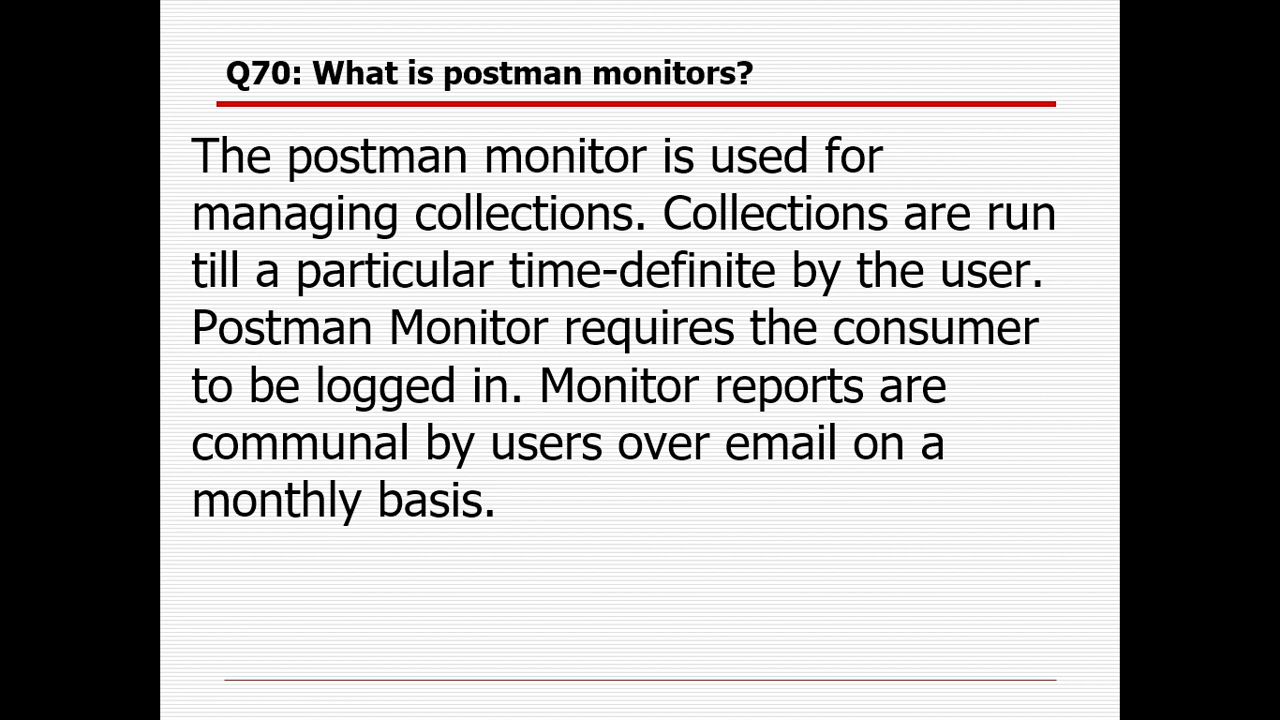 Q70: What is postman monitors?
The postman monitor is used for
managing collections. Collections are run
till a particular time-definite by the user.
Postman Monitor requires the consumer
to be logged in. Monitor reports are
communal by users over email on a
monthly basis.